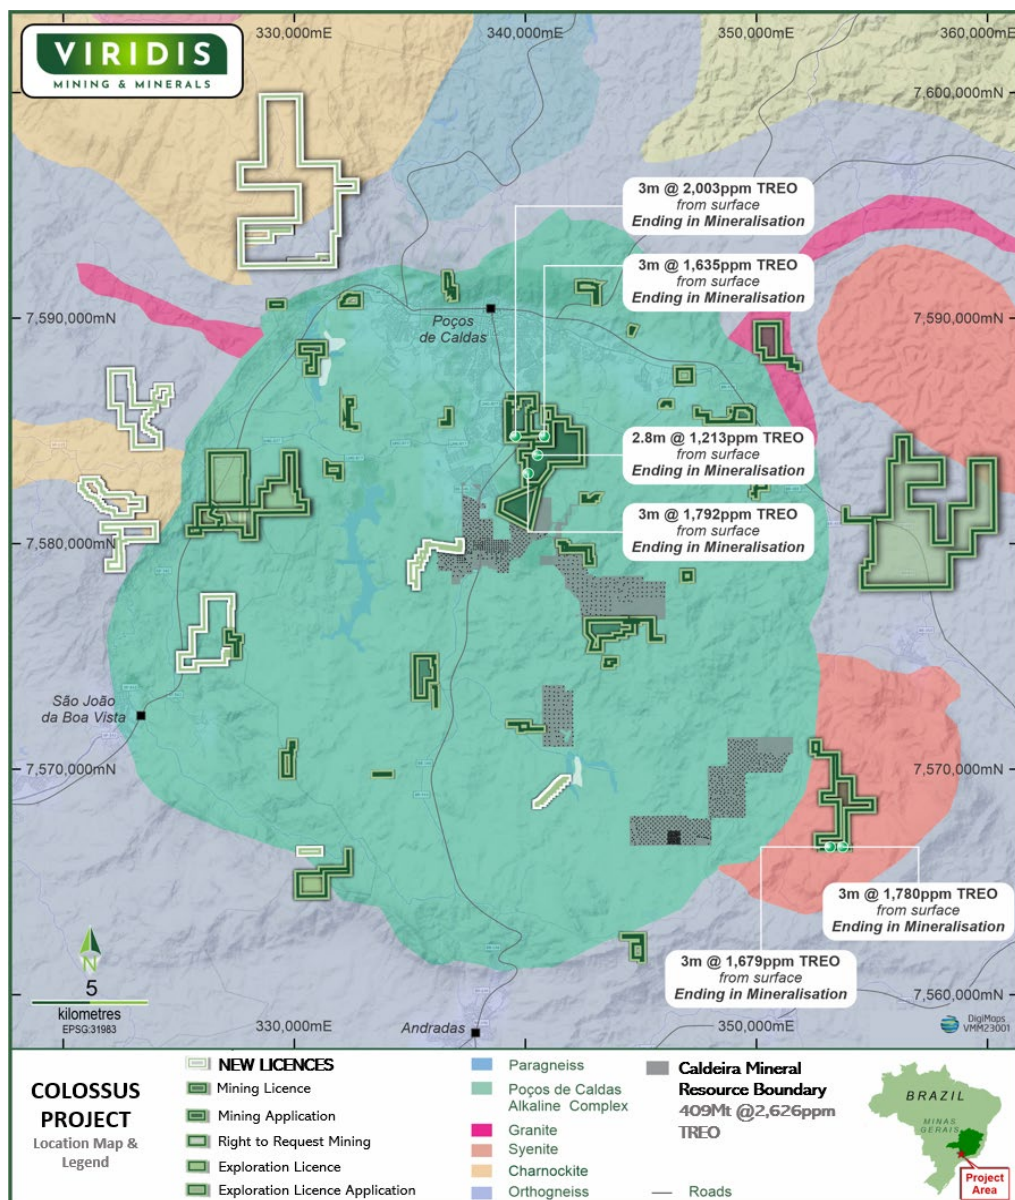 VIRIDIS
MINING & MINERALS
330,000mE
340,000mE
350,000mE
360,000mE
7,600,000mN
3m @ 2,003ppm TREO
from surface
Ending in Mineralisation
3m @ 1,635ppm TREO
from surface
Ending in Mineralisation
7,590,000mN
7,590,000mN
Poços
de Caldas
2.8m @ 1,213ppm TREO
from surface
Ending in Mineralisation
3m @ 1,792ppm TREO
from surface
Ending in Mineralisation
7,580,000mN
7,580,000mN
São João
da Boa Vista
7,570,000mN
7,570,000mN
3m @ 1,780ppm TREO
from surface
Ending in Mineralisation
3m @ 1,679ppm TREO
from surface
Ending in Mineralisation
N
5
kilometres
EPSG:31983
7,560,000mN
330,000mE
Andradas
350,000mE
DigiMaps
VMM23001
COLOSSUS
PROJECT
Location Map &
Legend
NEW LICENCES
Mining Licence
Mining Application
Right to Request Mining
Exploration Licence
Exploration Licence Application
Paragneiss
Poços de Caldas
Alkaline Complex
Granite
Syenite
Charnockite
Orthogneiss
Caldeira Mineral
Resource Boundary
409Mt @2,626ppm
TREO
Roads
BRAZIL
MINAS
GERAIS
Project
Area